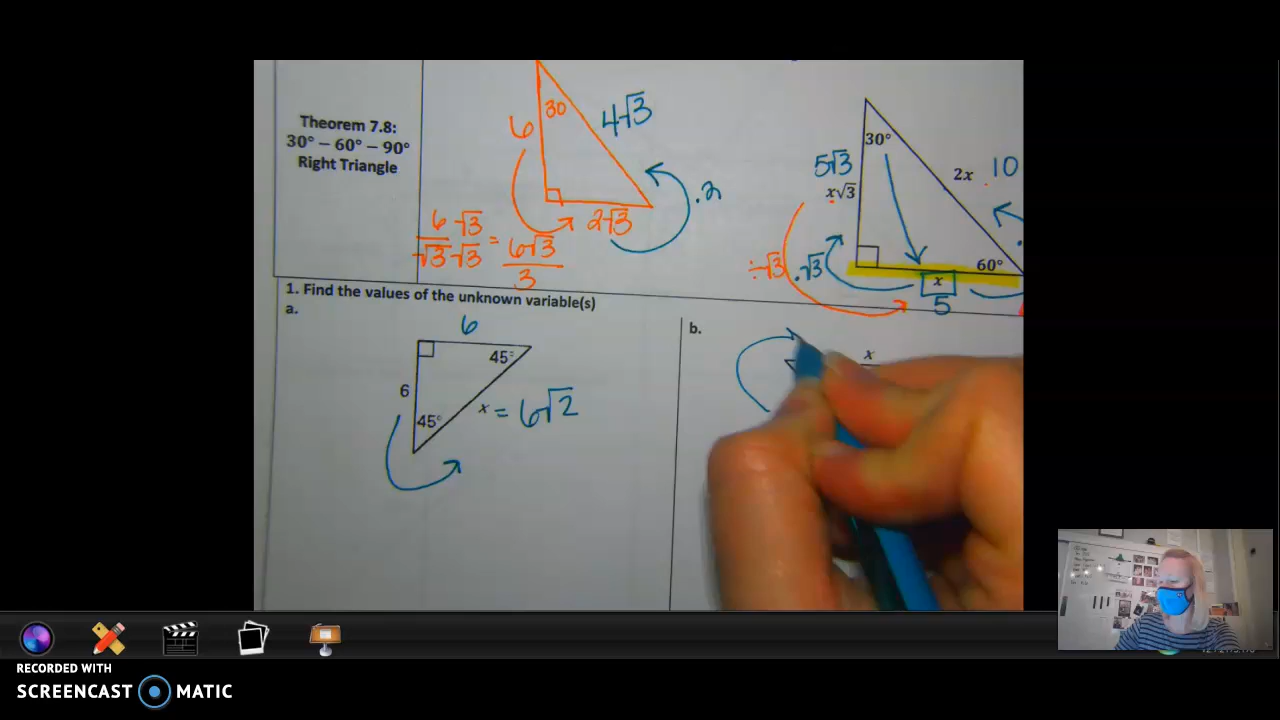 Theorem 7.8:
30° – 60° – 90°
Right Triangle
30
6
4√3
2√3
.2
6 √3
√3 √3
= 6√3
3
30°
5√3
x√3
2x
10
60°
÷√3
.√3
x
5
1. Find the values of the unknown variable(s)
a.
6
45°
6
45°
x = 6√2
b.
x
RECORDED WITH
SCREENCAST MATIC